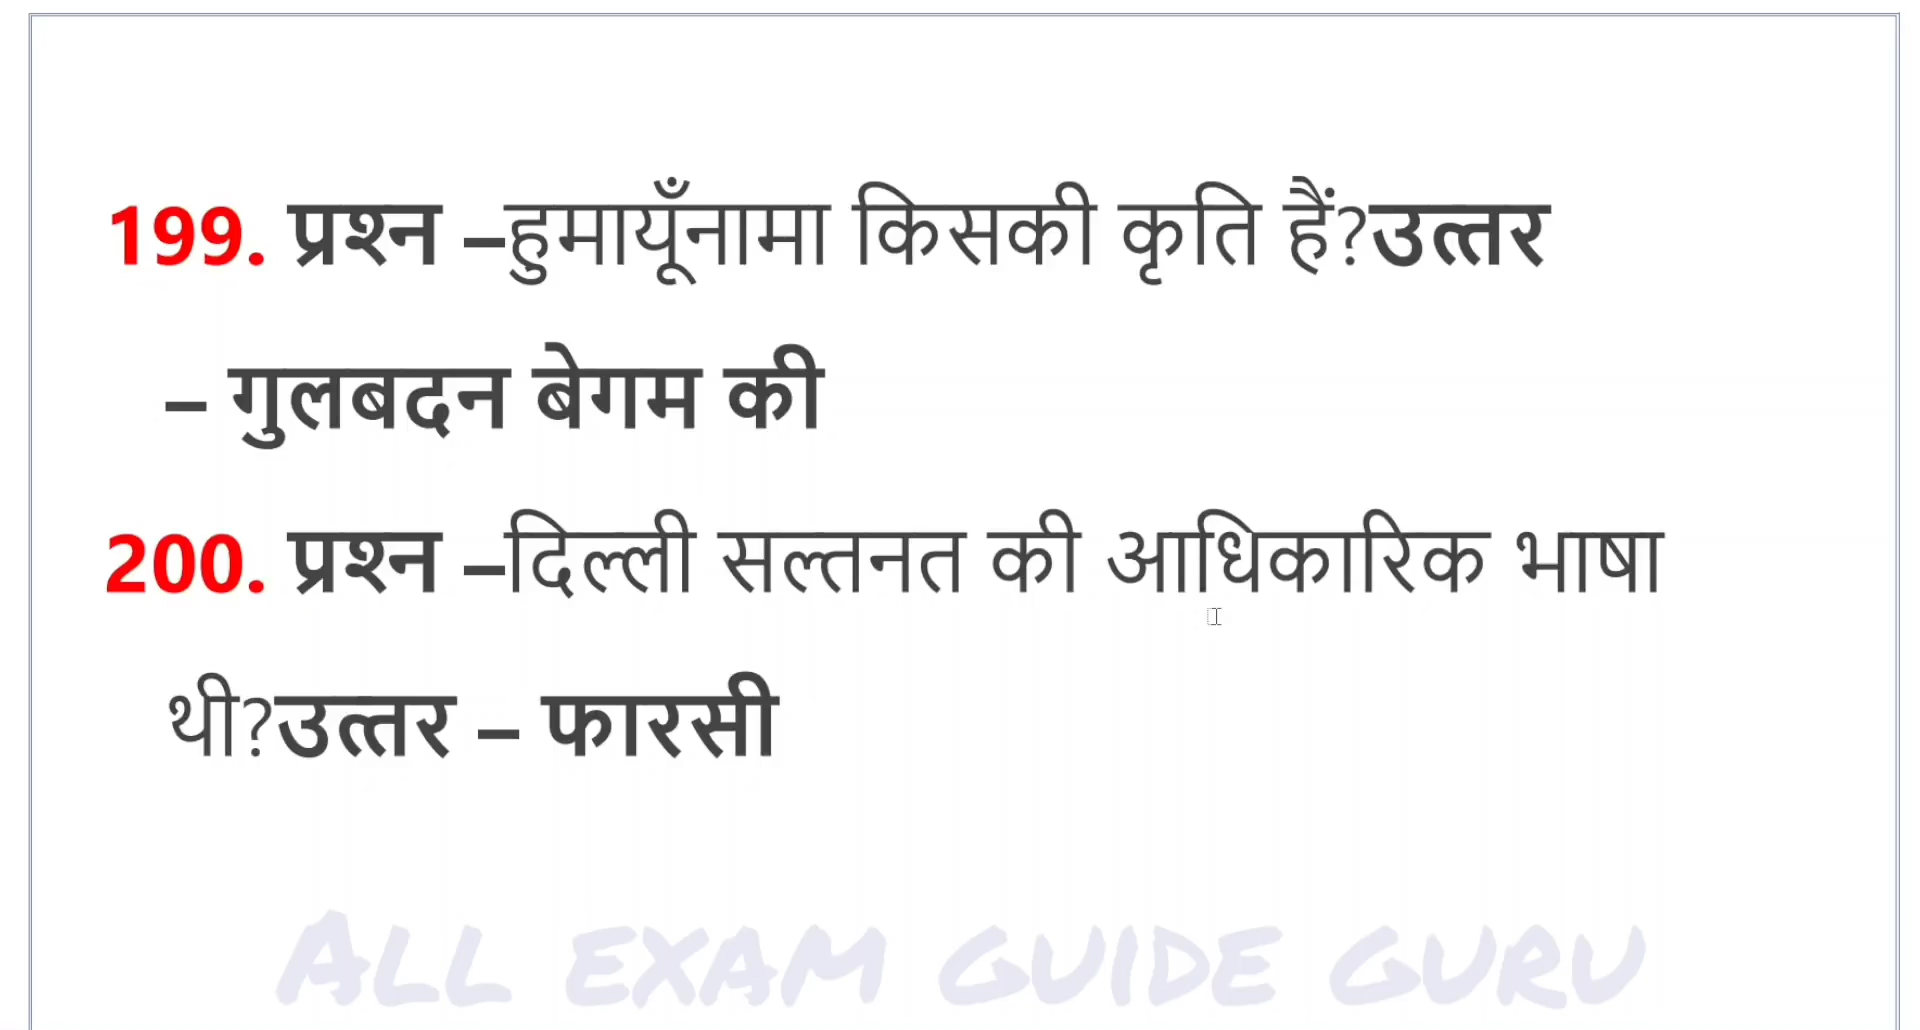 199. प्रश्न –हुमायूँनामा किसकी कृति हैं?उत्तर
– गुलबदन बेगम की
200. प्रश्न –दिल्ली सल्तनत की आधिकारिक भाषा
थी?उत्तर – फारसी
ALL EXAM GUIDE GURU